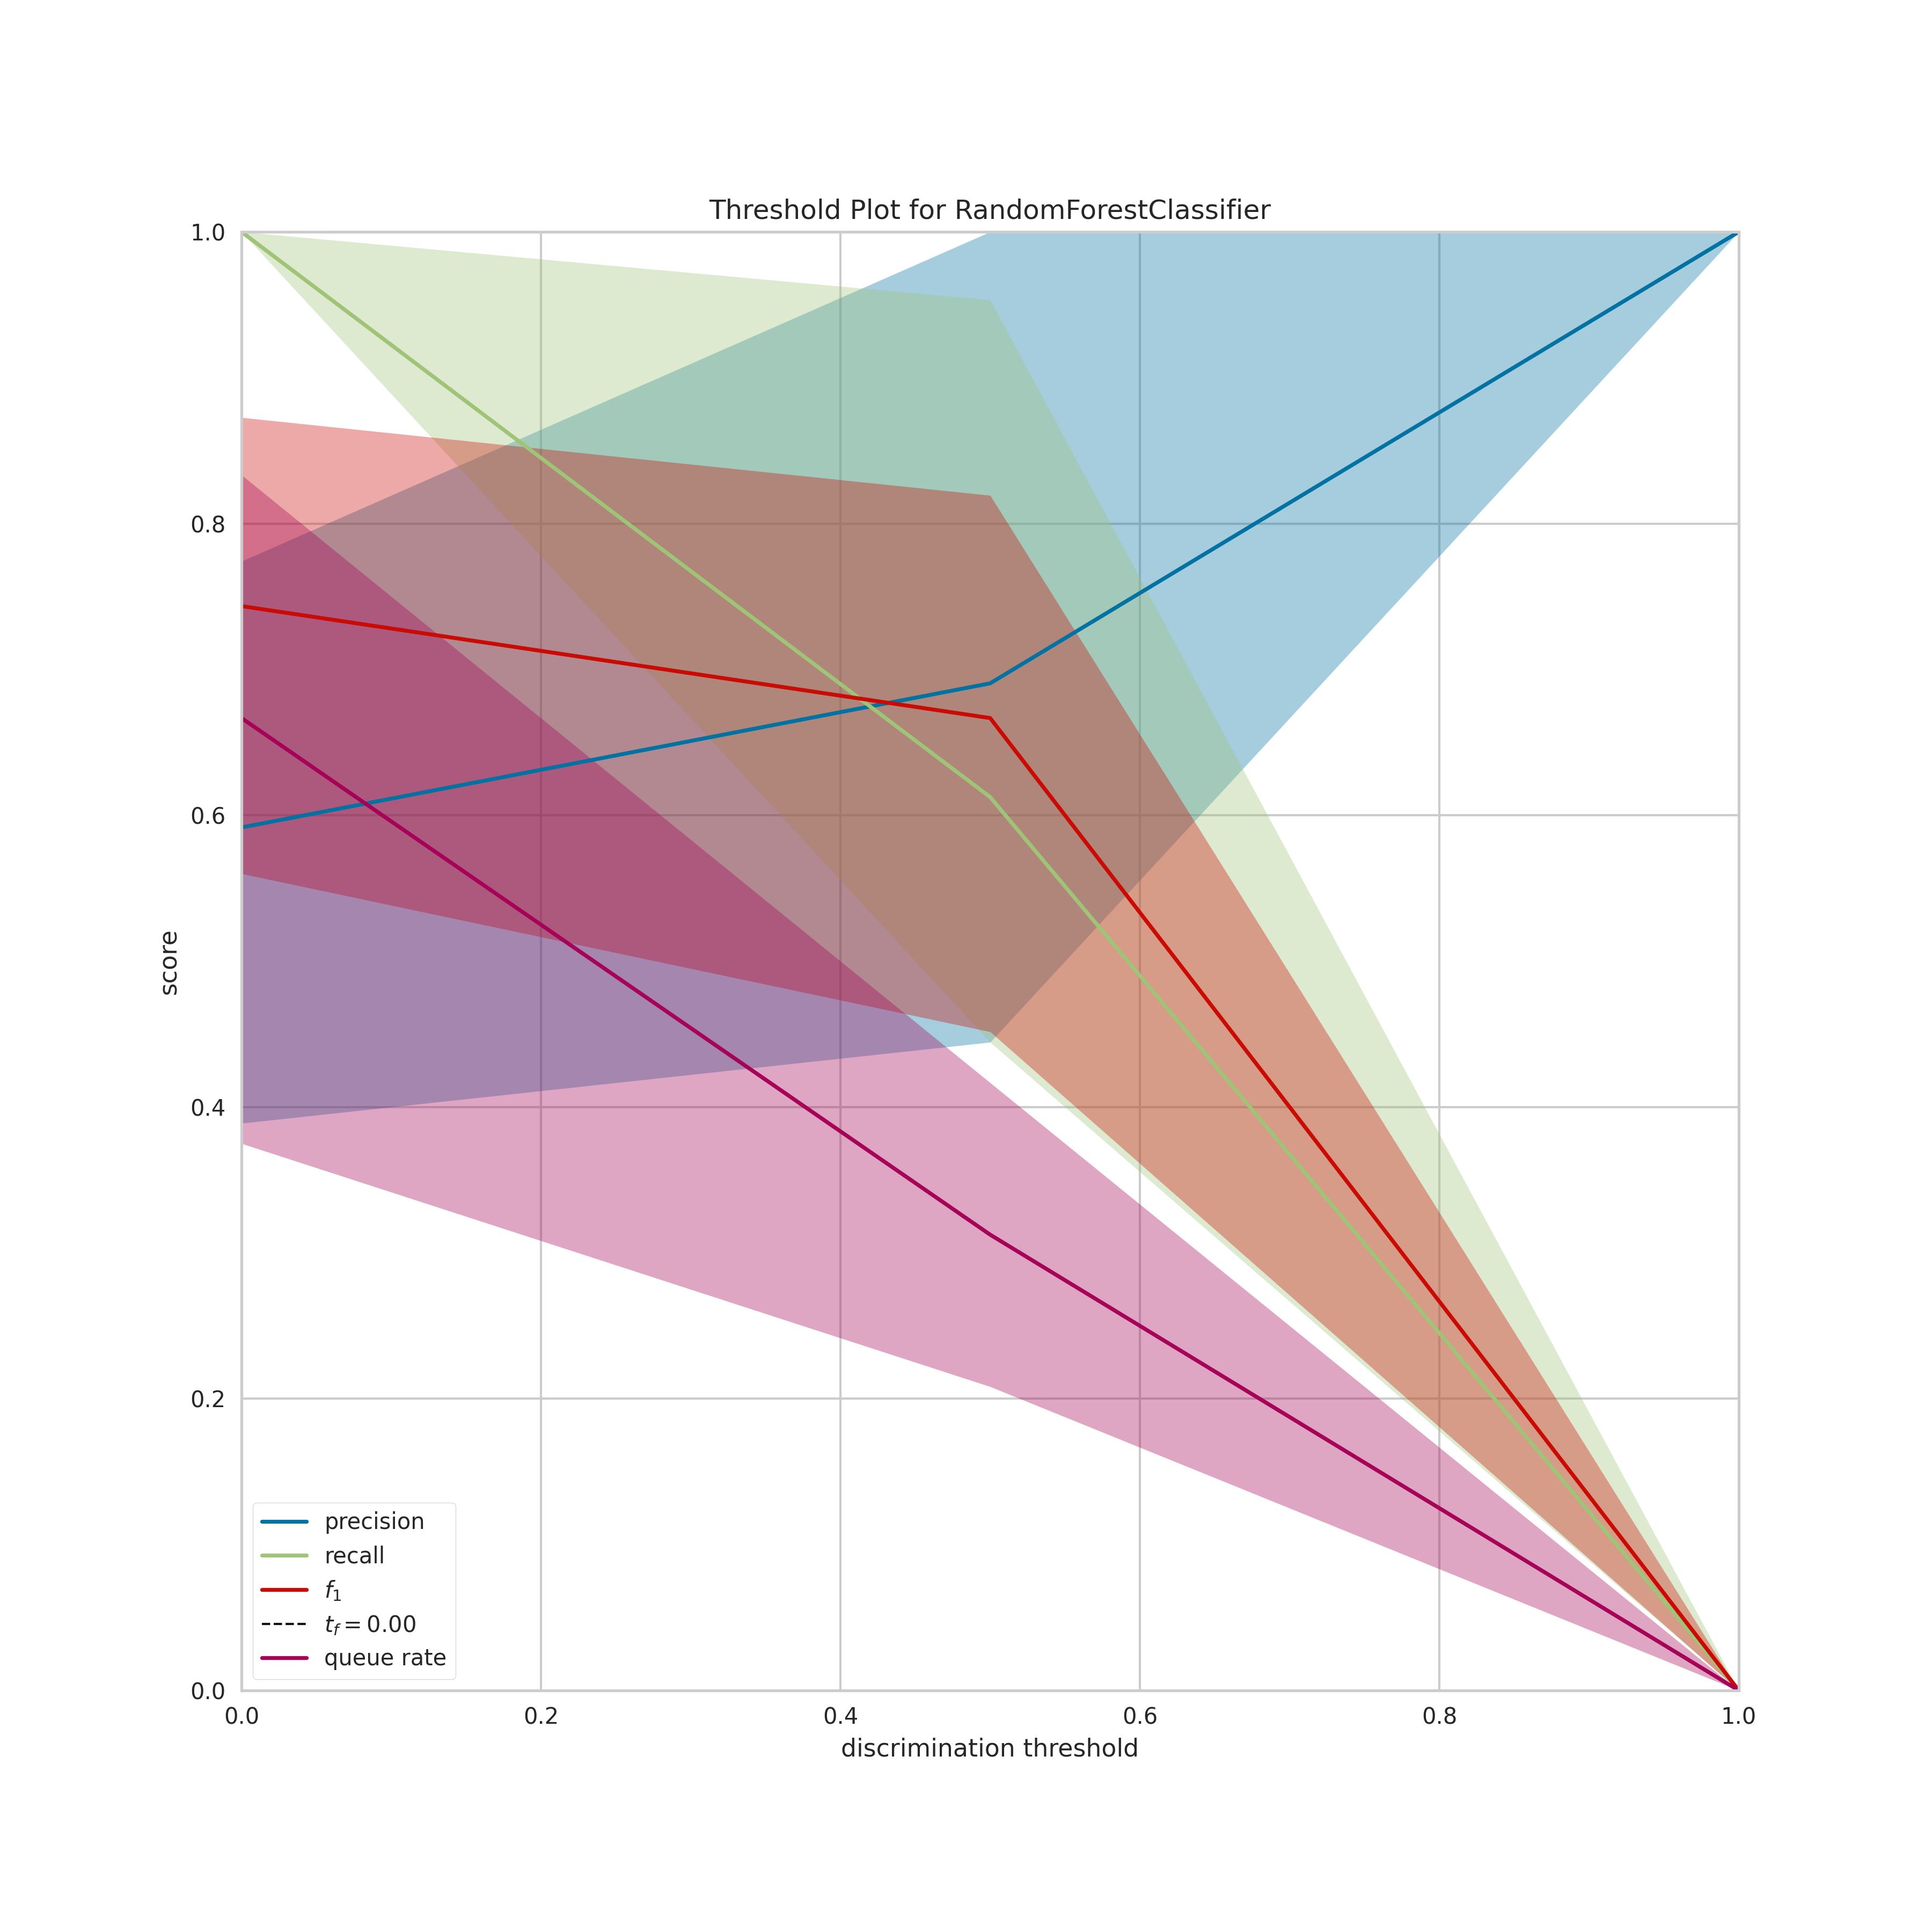 Threshold Plot for RandomForestClassifier
1.0
0.8
0.6
0.4
0.2
0.0
score
precision
recall
f₁
t_f = 0.00
queue rate
0.0 0.2 0.4 0.6 0.8 1.0
discrimination threshold